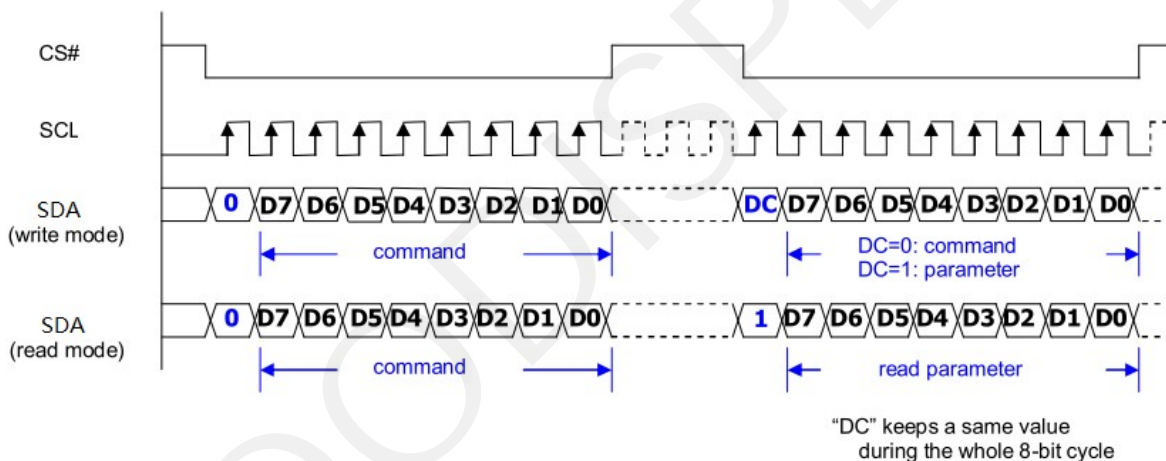 CS#
SCL
SDA
(write mode)
0 D7 D6 D5 D4 D3 D2 D1 D0 DC D7 D6 D5 D4 D3 D2 D1 D0
command
DC=0: command
DC=1: parameter
SDA
(read mode)
0 D7 D6 D5 D4 D3 D2 D1 D0 1 D7 D6 D5 D4 D3 D2 D1 D0
command
read parameter
“DC” keeps a same value
during the whole 8-bit cycle